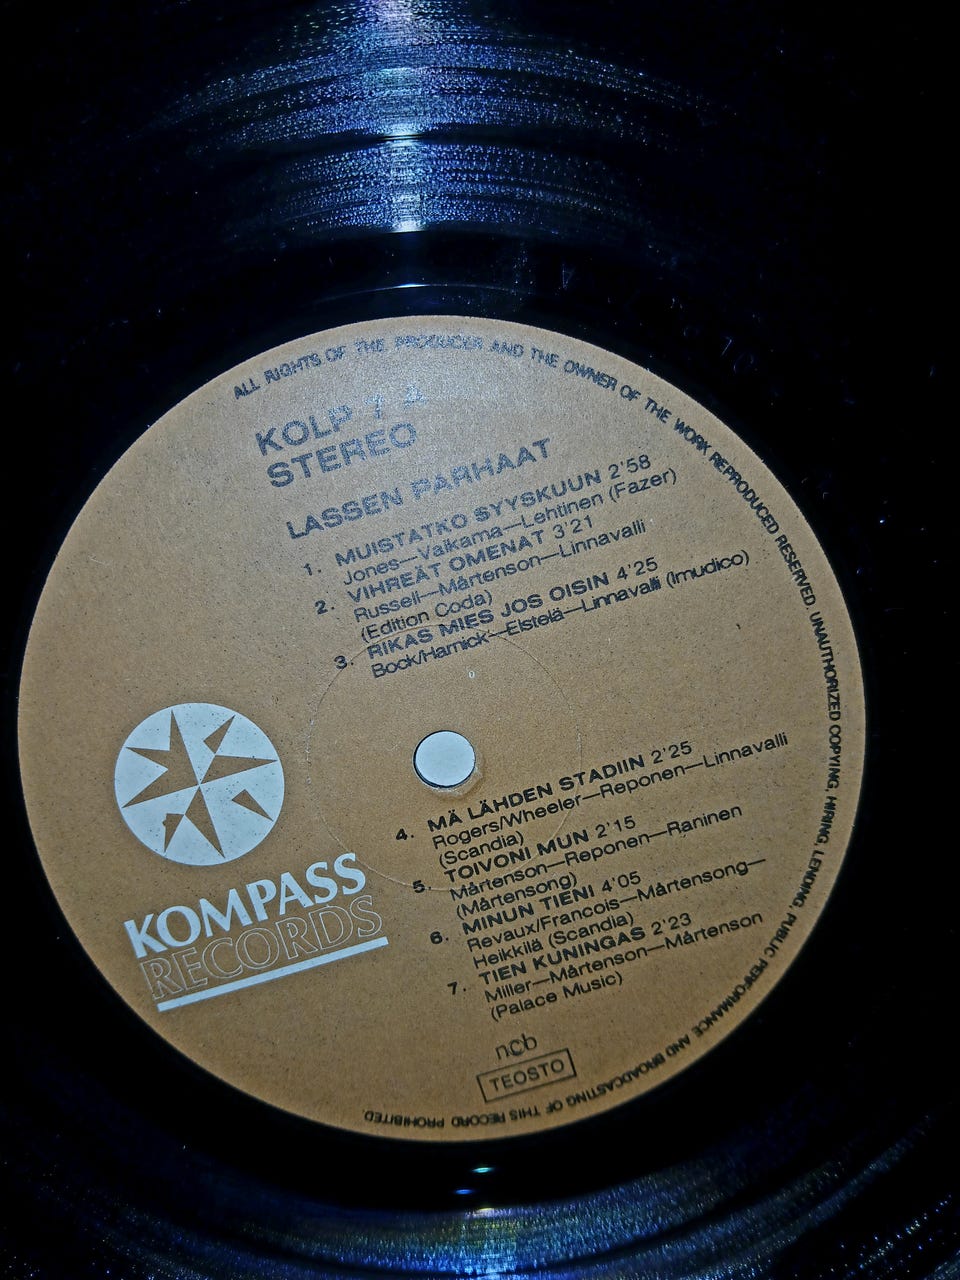 ALL RIGHTS OF THE PRODUCER AND THE OWNER OF THE WORK REPRODUCED RESERVED. UNAUTHORIZED COPYING, HIRING, LENDING, PUBLIC PERFORMANCE AND BROADCASTING OF THIS RECORD PROHIBITED.
KOLP 1 A
STEREO
LASSEN PARHAAT
1. MUISTATKO SYYSKUUN 2'58
Jones—Valkama—Lehtinen (Fazer)
2. VIHREÄT OMENAT 3'21
Russell—Mårtenson—Linnavalli
(Edition Coda)
3. RIKAS MIES JOS OISIN 4'25
Bock/Harnick—Elstelä—Linnavalli (Imudico)
4. MÄ LÄHDEN STADIIN 2'25
Rogers/Wheeler—Reponen—Linnavalli
(Scandia)
5. TOIVONI MUN 2'15
Mårtenson—Reponen—Raninen
(Mårtensong)
6. MINUN TIENI 4'05
Revaux/Francois—Mårtensong—
Heikkilä (Scandia)
7. TIEN KUNINGAS 2'23
Miller—Mårtenson—Mårtenson
(Palace Music)
KOMPASS
RECORDS
ncb
TEOSTO